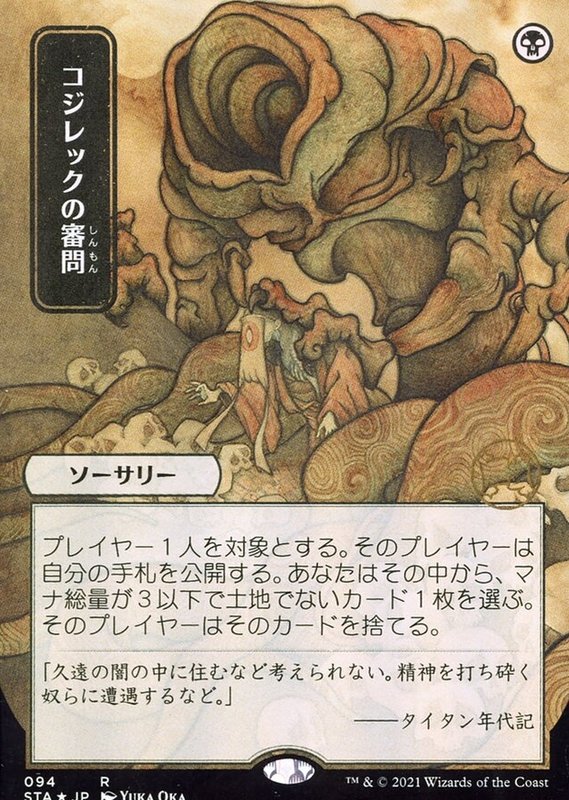 コジレックの審問
しんもん
ソーサリー
プレイヤー１人を対象とする。そのプレイヤーは
自分の手札を公開する。あなたはその中から、マ
ナ総量が３以下で土地でないカード１枚を選ぶ。
そのプレイヤーはそのカードを捨てる。
「久遠の闇の中に住むなど考えられない。精神を打ち砕く
奴らに遭遇するなど。」
――タイタン年代記
094 R
STA★JP YUKA OKA
™ & © 2021 Wizards of the Coast